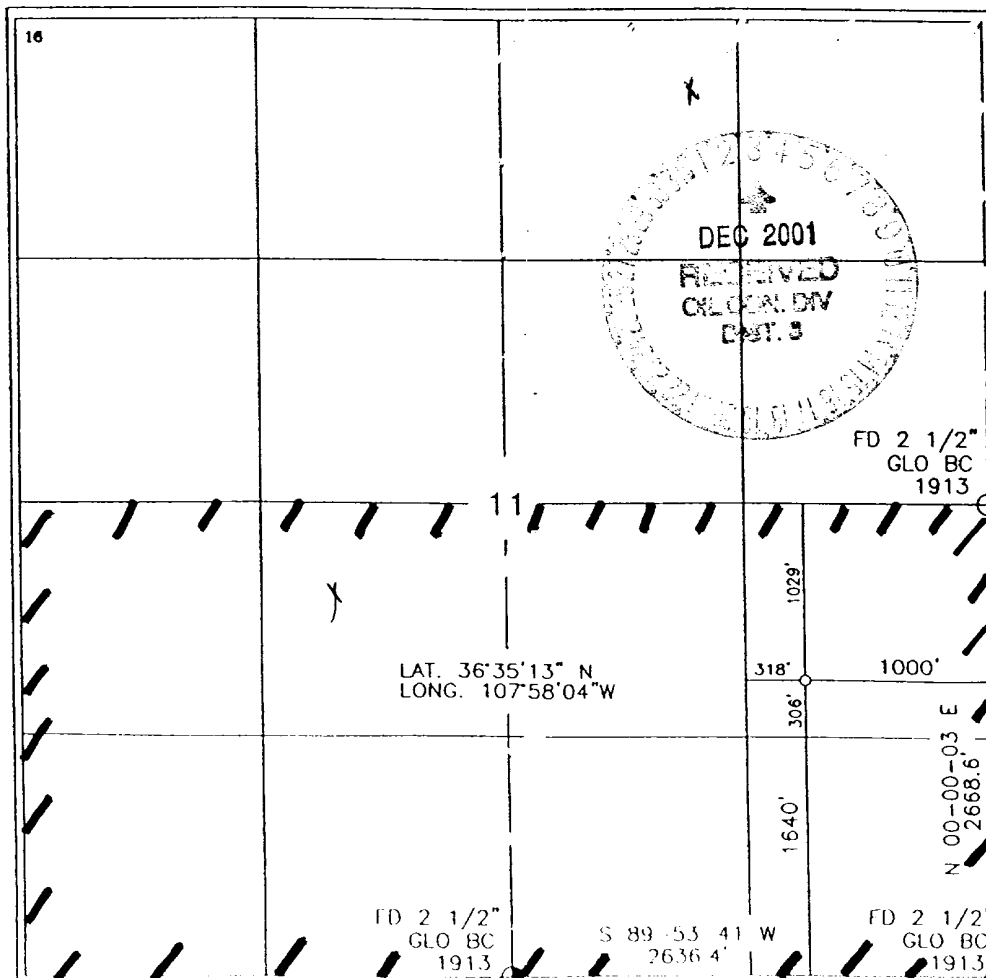 16
DEC 2001
RECEIVED
OIL CON. DIV
DIST. 3
FD 2 1/2"
GLO BC
1913
11
1029'
LAT. 36°35'13" N
LONG. 107°58'04"W
318'
1000'
306'
1640'
N 00-00-03 E
2668.6'
FD 2 1/2"
GLO BC
1913
S 89-53-41 W
2636.4'
FD 2 1/2"
GLO BC
1913